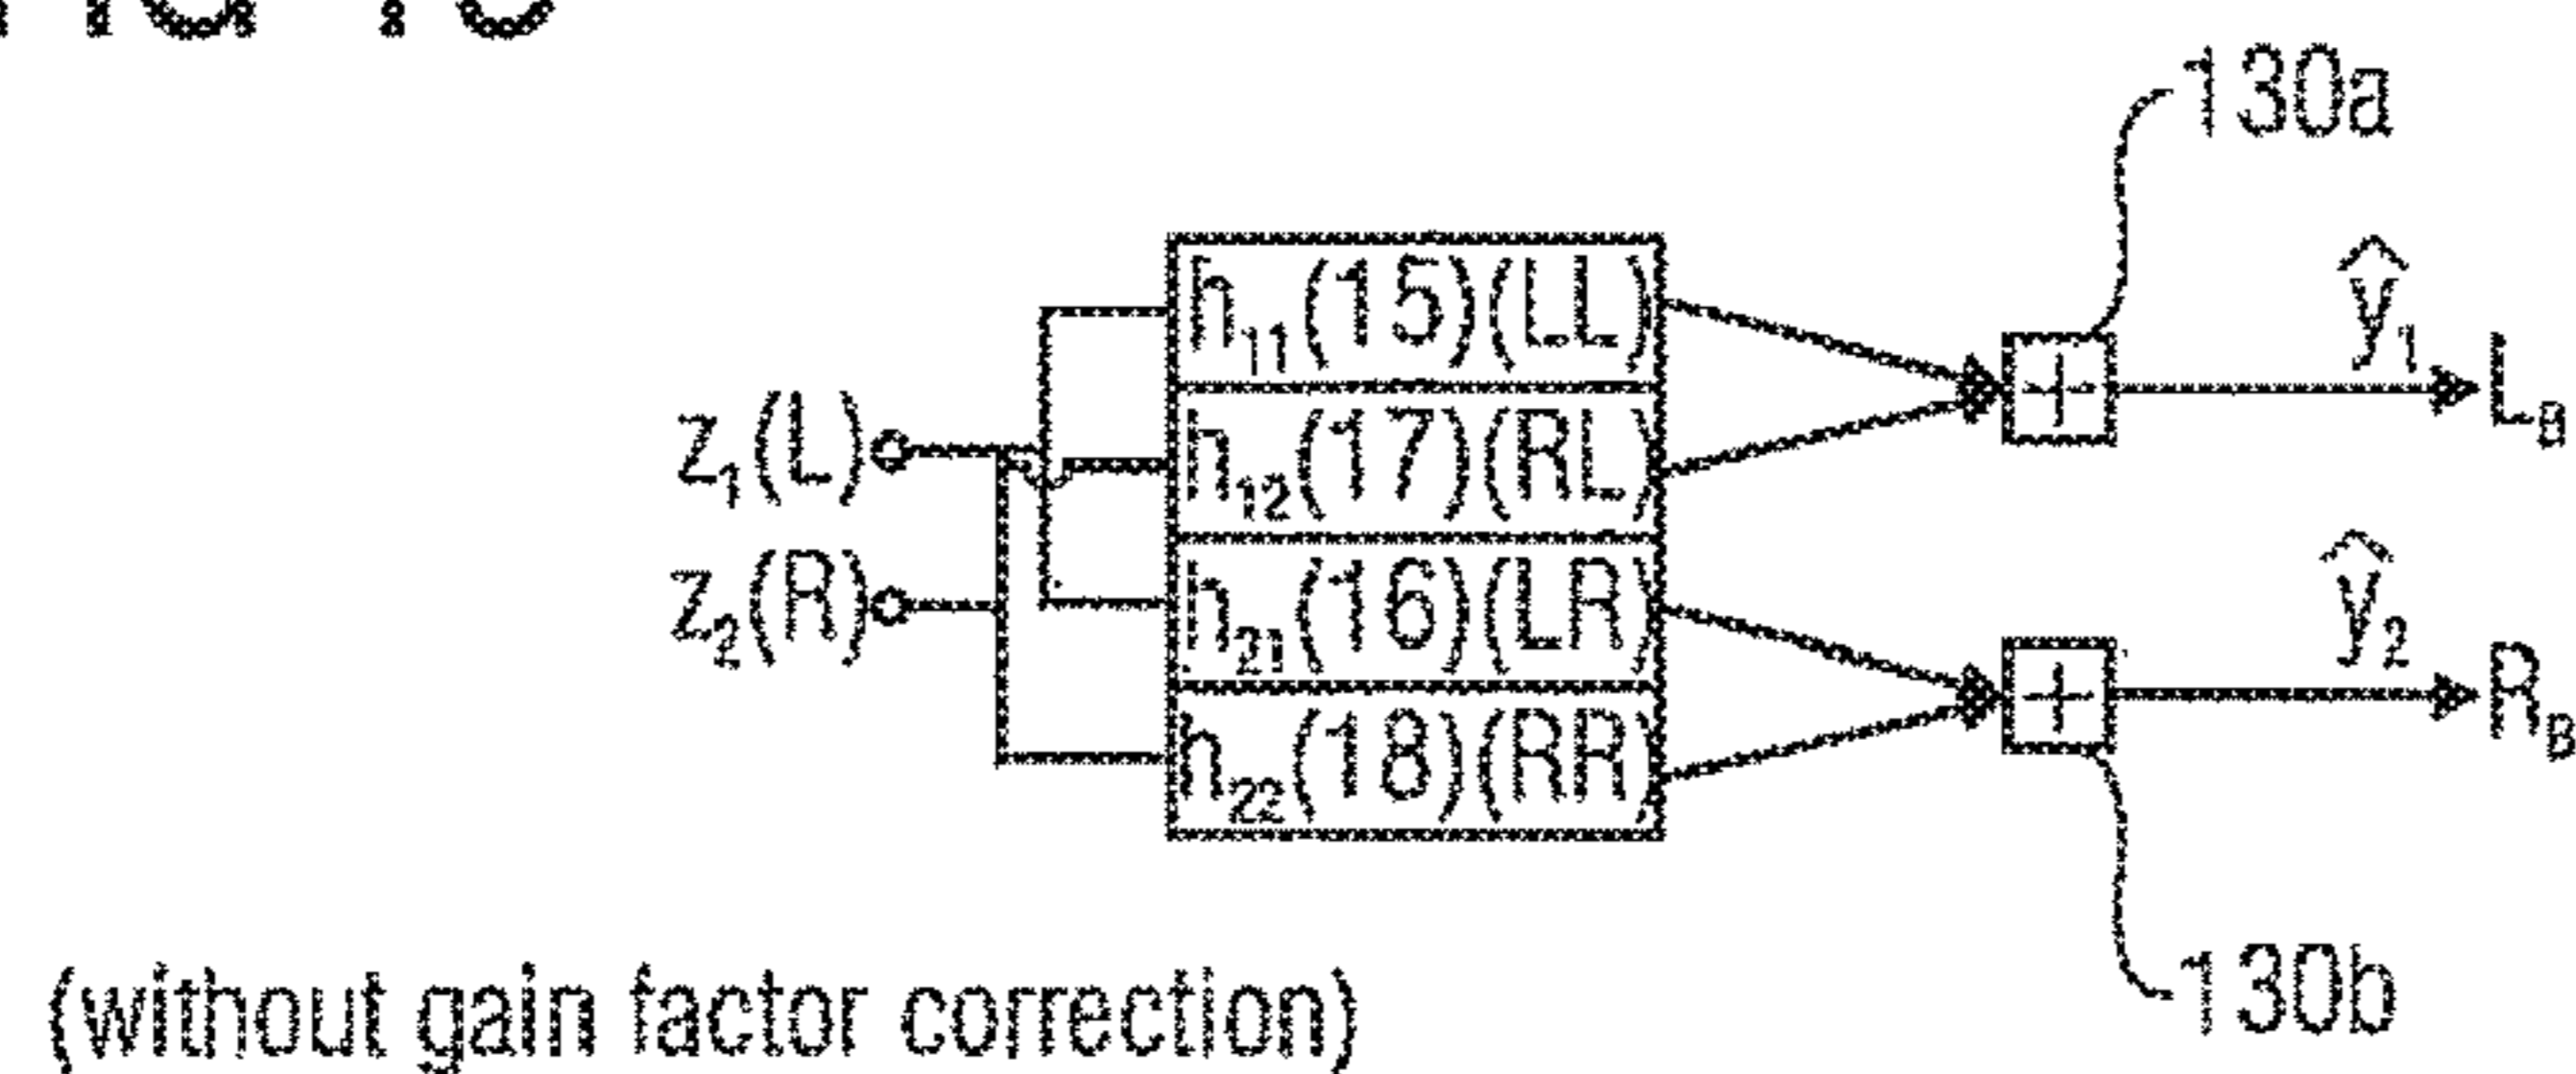 130a
h11(15)(LL)
ŷ1
LB
z1(L)
h12(17)(RL)
z2(R)
h21(16)(LR)
ŷ2
RB
h22(18)(RR)
130b
(without gain factor correction)